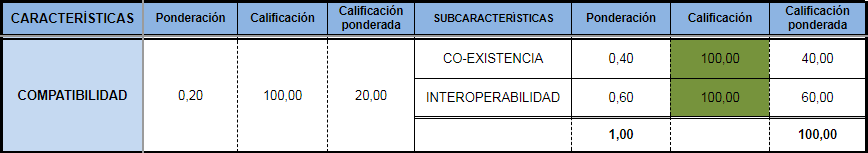 CARACTERÍSTICAS Ponderación Calificación Calificación ponderada SUBCARACTERÌSTICAS Ponderación Calificación Calificación ponderada
COMPATIBILIDAD 0,20 100,00 20,00 CO-EXISTENCIA 0,40 100,00 40,00
INTEROPERABILIDAD 0,60 100,00 60,00
1,00 100,00